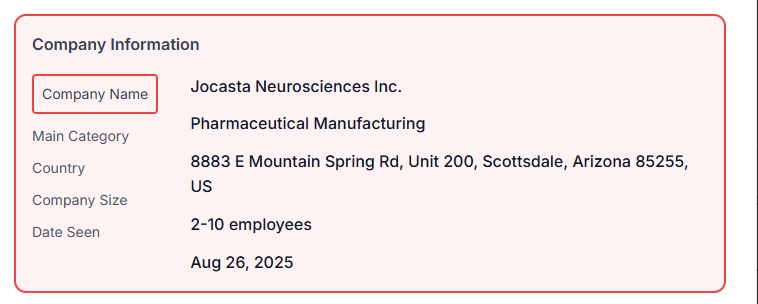 Company Information
Company Name
Jocasta Neurosciences Inc.
Main Category
Pharmaceutical Manufacturing
Country
8883 E Mountain Spring Rd, Unit 200, Scottsdale, Arizona 85255,
US
Company Size
2-10 employees
Date Seen
Aug 26, 2025